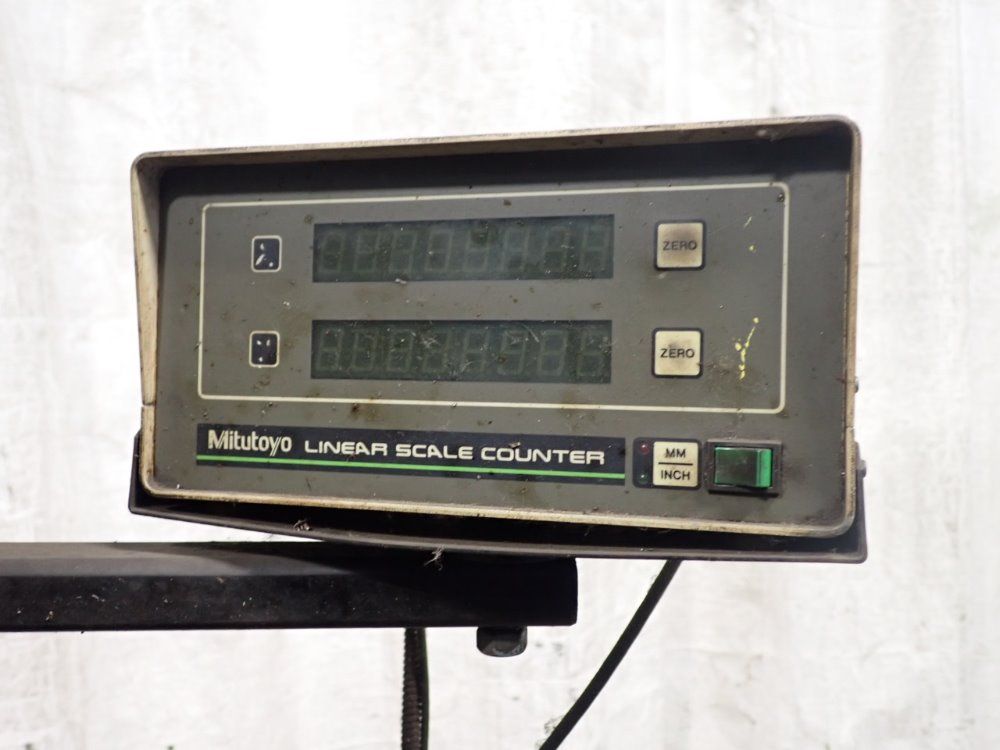 ZERO
ZERO
Mitutoyo LINEAR SCALE COUNTER
MM
INCH